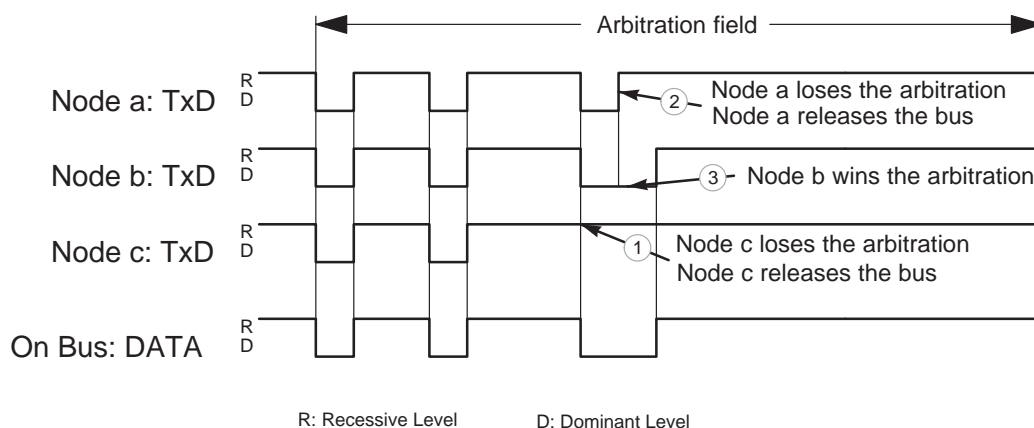 Arbitration field
Node a: TxD
R
D
2
Node a loses the arbitration
Node a releases the bus
Node b: TxD
R
D
3
Node b wins the arbitration
Node c: TxD
R
D
1
Node c loses the arbitration
Node c releases the bus
On Bus: DATA
R
D
R: Recessive Level
D: Dominant Level